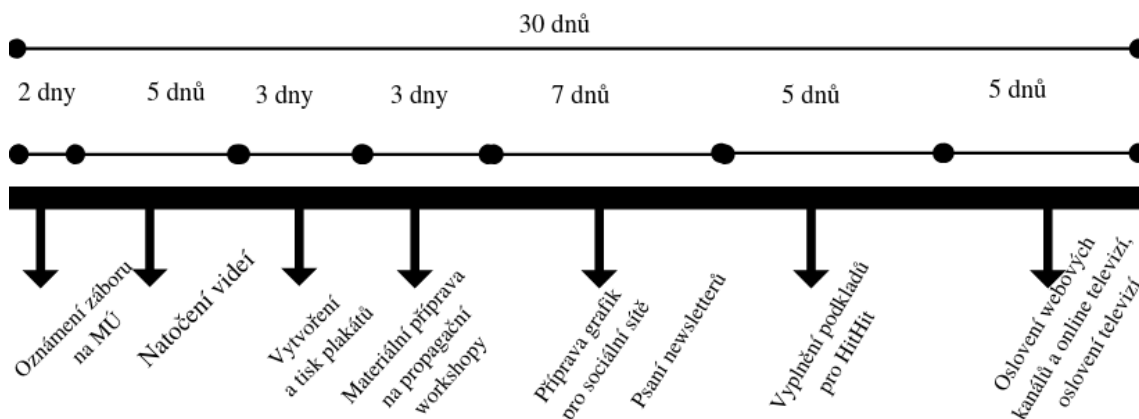 30 dnů
2 dny
5 dnů
3 dny
3 dny
7 dnů
5 dnů
5 dnů
Oznámení záboru
na MÚ
Natočení videí
Vytvoření
a tisk plakátů
Materiální příprava
na propagační
workshopy
Příprava grafik
pro sociální sítě
Psaní newsletterů
Vyplnění podkladů
pro HitHit
Oslovení webových
kanálů a online televizí,
oslovení televizí